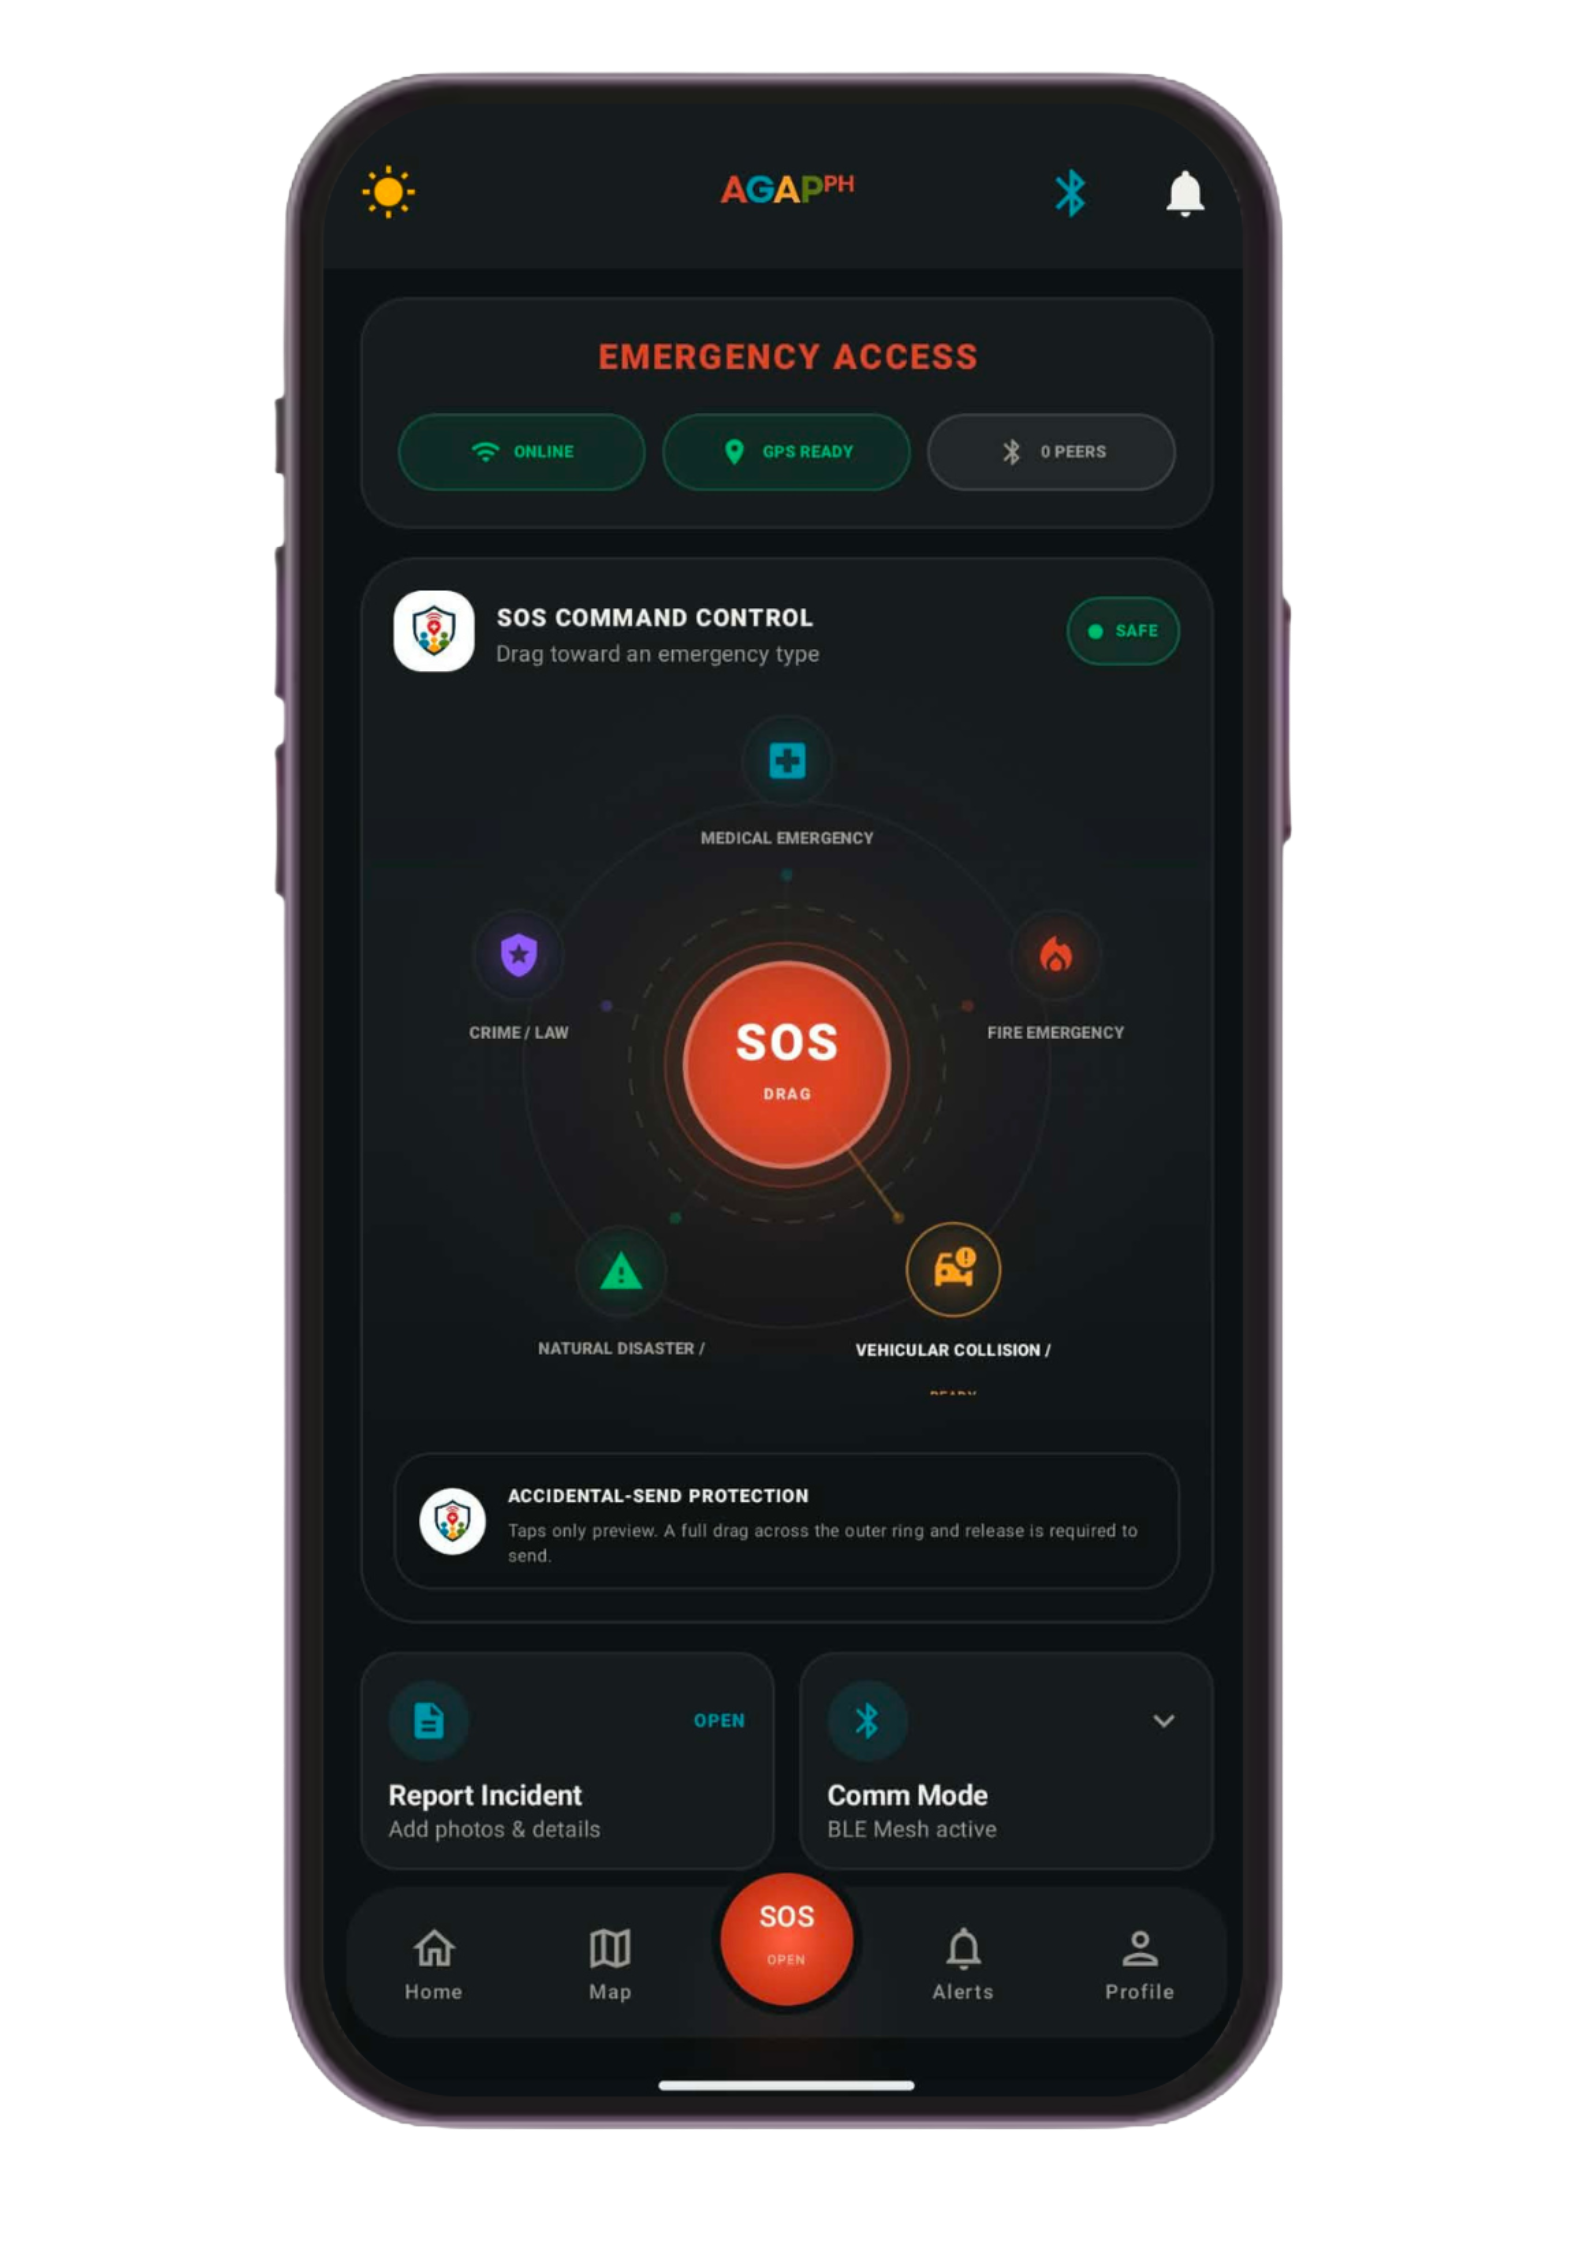 AGAPPH
EMERGENCY ACCESS
ONLINE
GPS READY
0 PEERS
SOS COMMAND CONTROL
Drag toward an emergency type
SAFE
MEDICAL EMERGENCY
CRIME / LAW
FIRE EMERGENCY
SOS
DRAG
NATURAL DISASTER /
VEHICULAR COLLISION /
ACCIDENTAL-SEND PROTECTION
Taps only preview. A full drag across the outer ring and release is required to
send.
OPEN
Report Incident
Add photos & details
Comm Mode
BLE Mesh active
SOS
OPEN
Home
Map
Alerts
Profile